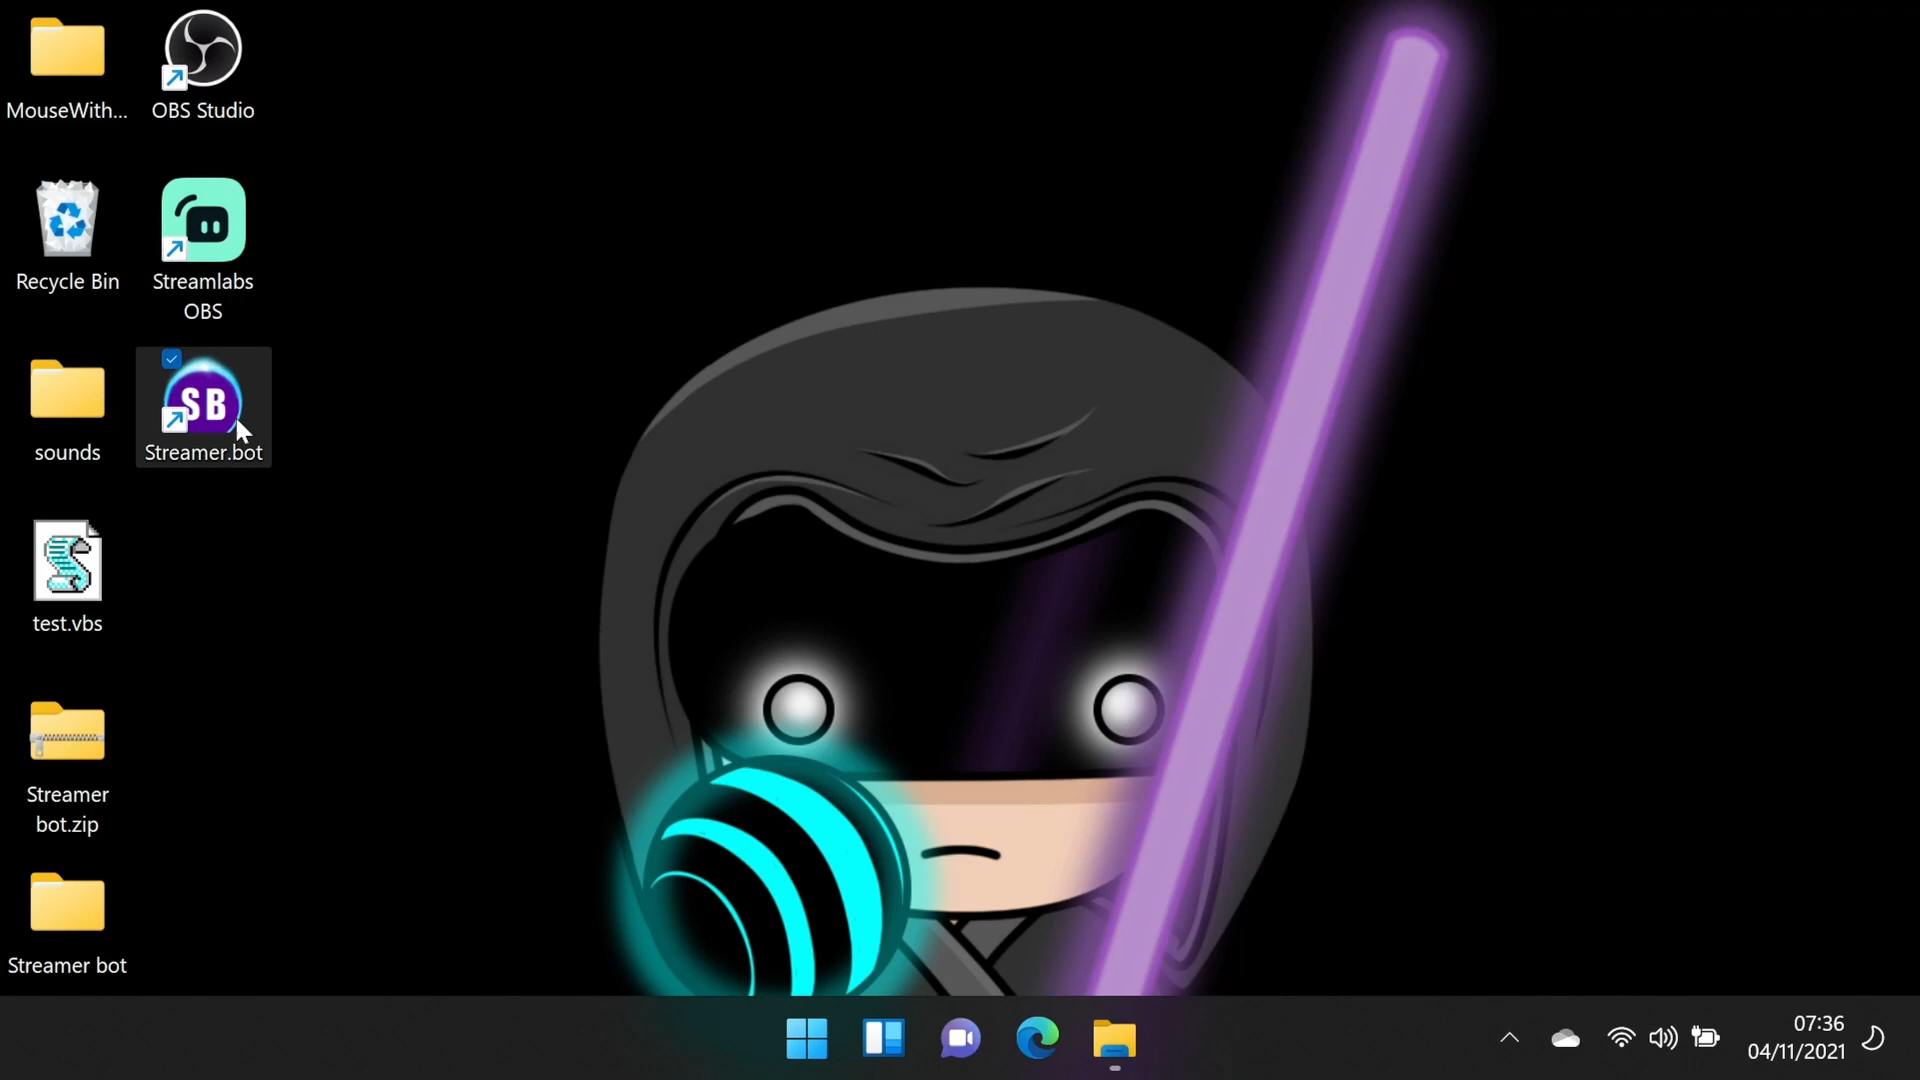 MouseWith...
OBS Studio
Recycle Bin
Streamlabs
OBS
sounds
SB
Streamer.bot
test.vbs
Streamer
bot.zip
Streamer bot
07:36
04/11/2021